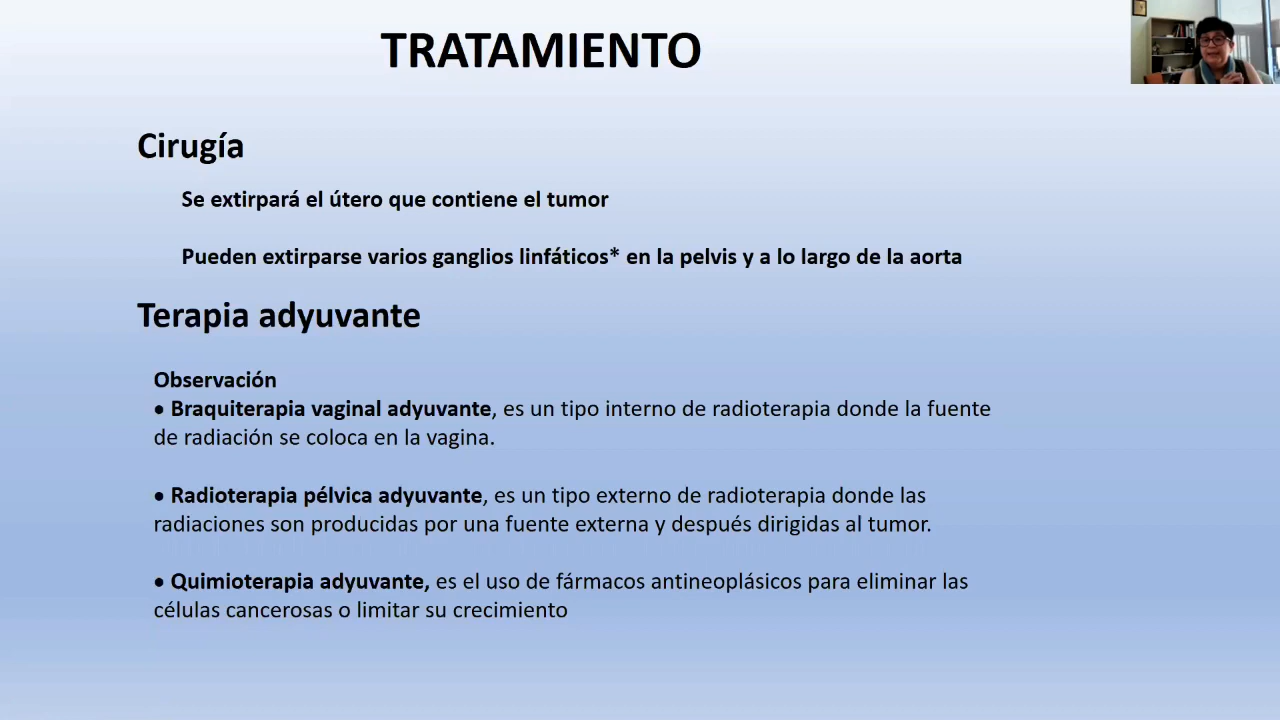 TRATAMIENTO
Cirugía
Se extirpará el útero que contiene el tumor
Pueden extirparse varios ganglios linfáticos* en la pelvis y a lo largo de la aorta
Terapia adyuvante
Observación
• Braquiterapia vaginal adyuvante, es un tipo interno de radioterapia donde la fuente
de radiación se coloca en la vagina.
• Radioterapia pélvica adyuvante, es un tipo externo de radioterapia donde las
radiaciones son producidas por una fuente externa y después dirigidas al tumor.
• Quimioterapia adyuvante, es el uso de fármacos antineoplásicos para eliminar las
células cancerosas o limitar su crecimiento